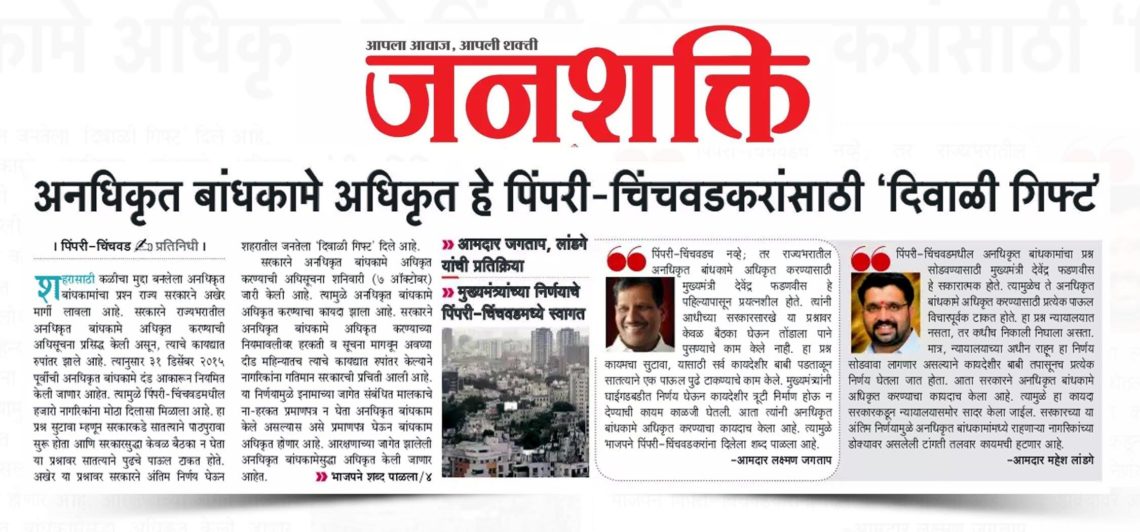 आपला आवाज, आपली शक्ती
जनशक्ति
अनधिकृत बांधकामे अधिकृत हे पिंपरी-चिंचवडकरांसाठी ‘दिवाळी गिफ्ट’
। पिंपरी-चिंचवड ✍ प्रतिनिधी ।
शहरासाठी कळीचा मुद्दा बनलेला अनधिकृत
बांधकामांचा प्रश्न राज्य सरकारने अखेर
मार्गी लावला आहे. सरकारने राज्यभरातील
अनधिकृत बांधकामे अधिकृत करण्याची
अधिसूचना प्रसिद्ध केली असून, त्याचे कायद्यात
रुपांतर झाले आहे. त्यानुसार ३१ डिसेंबर २०१५
पूर्वीची अनधिकृत बांधकामे दंड आकारून नियमित
केली जाणार आहेत. त्यामुळे पिंपरी-चिंचवडमधील
हजारो नागरिकांना मोठा दिलासा मिळाला आहे. हा
प्रश्न सुटावा म्हणून सरकारकडे सातत्याने पाठपुरावा
सुरू होता आणि सरकारसुद्धा केवळ बैठका न घेता
या प्रश्नावर सातत्याने पुढचे पाऊल टाकत होते.
अखेर या प्रश्नावर सरकारने अंतिम निर्णय घेऊन
शहरातील जनतेला ‘दिवाळी गिफ्ट’ दिले आहे.
सरकारने अनधिकृत बांधकामे अधिकृत
करण्याची अधिसूचना शनिवारी (७ ऑक्टोबर)
जारी केली आहे. त्यामुळे अनधिकृत बांधकामे
अधिकृत करण्याचा कायदा झाला आहे. सरकारने
अनधिकृत बांधकामे अधिकृत करण्याच्या
नियमावलीवर हरकती व सूचना मागवून अवघ्या
दीड महिन्यातच त्याचे कायद्यात रुपांतर केल्याने
नागरिकांना गतिमान सरकारची प्रचिती आली आहे.
या निर्णयामुळे इनामाच्या जागेत संबंधित मालकाचे
ना-हरकत प्रमाणपत्र न घेता अनधिकृत बांधकाम
केले असल्यास असे प्रमाणपत्र घेऊन बांधकाम
अधिकृत होणार आहे. आरक्षणाच्या जागेत झालेली
अनधिकृत बांधकामेसुद्धा अधिकृत केली जाणार
आहेत. » भाजपने शब्द पाळला/४
» आमदार जगताप, लांडगे
यांची प्रतिक्रिया
» मुख्यमंत्र्यांच्या निर्णयाचे
पिंपरी-चिंचवडमध्ये स्वागत
पिंपरी-चिंचवडच नव्हे; तर राज्यभरातील
अनधिकृत बांधकामे अधिकृत करण्यासाठी
मुख्यमंत्री देवेंद्र फडणवीस हे
पहिल्यापासून प्रयत्नशील होते. त्यांनी
आधीच्या सरकारसारखे या प्रश्नावर
केवळ बैठका घेऊन तोंडाला पाने
पुसण्याचे काम केले नाही. हा प्रश्न
कायमचा सुटावा, यासाठी सर्व कायदेशीर बाबी पडताळून
सातत्याने एक पाऊल पुढे टाकण्याचे काम केले. मुख्यमंत्र्यांनी
घाईगडबडीत निर्णय घेऊन कायदेशीर त्रूटी निर्माण होऊ न
देण्याची कायम काळजी घेतली. आता त्यांनी अनधिकृत
बांधकामे अधिकृत करण्याचा कायदाच केला आहे. त्यामुळे
भाजपने पिंपरी-चिंचवडकरांना दिलेला शब्द पाळला आहे.
-आमदार लक्ष्मण जगताप
पिंपरी-चिंचवडमधील अनधिकृत बांधकामांचा प्रश्न
सोडवण्यासाठी मुख्यमंत्री देवेंद्र फडणवीस
हे सकारात्मक होते. त्यामुळेच ते अनधिकृत
बांधकामे अधिकृत करण्यासाठी प्रत्येक पाऊल
विचारपूर्वक टाकत होते. हा प्रश्न न्यायालयात
नसता, तर कधीच निकाली निघाला असता.
मात्र, न्यायालयाच्या अधीन राहून हा निर्णय
सोडवावा लागणार असल्याने कायदेशीर बाबी तपासूनच प्रत्येक
निर्णय घेतला जात होता. आता सरकारने अनधिकृत बांधकामे
अधिकृत करण्याचा कायदाच केला आहे. त्यामुळे हा कायदा
सरकारकडून न्यायालयासमोर सादर केला जाईल. सरकारच्या या
अंतिम निर्णयामुळे अनधिकृत बांधकामांमध्ये राहणाऱ्या नागरिकांच्या
डोक्यावर असलेली टांगती तलवार कायमची हटणार आहे.
-आमदार महेश लांडगे